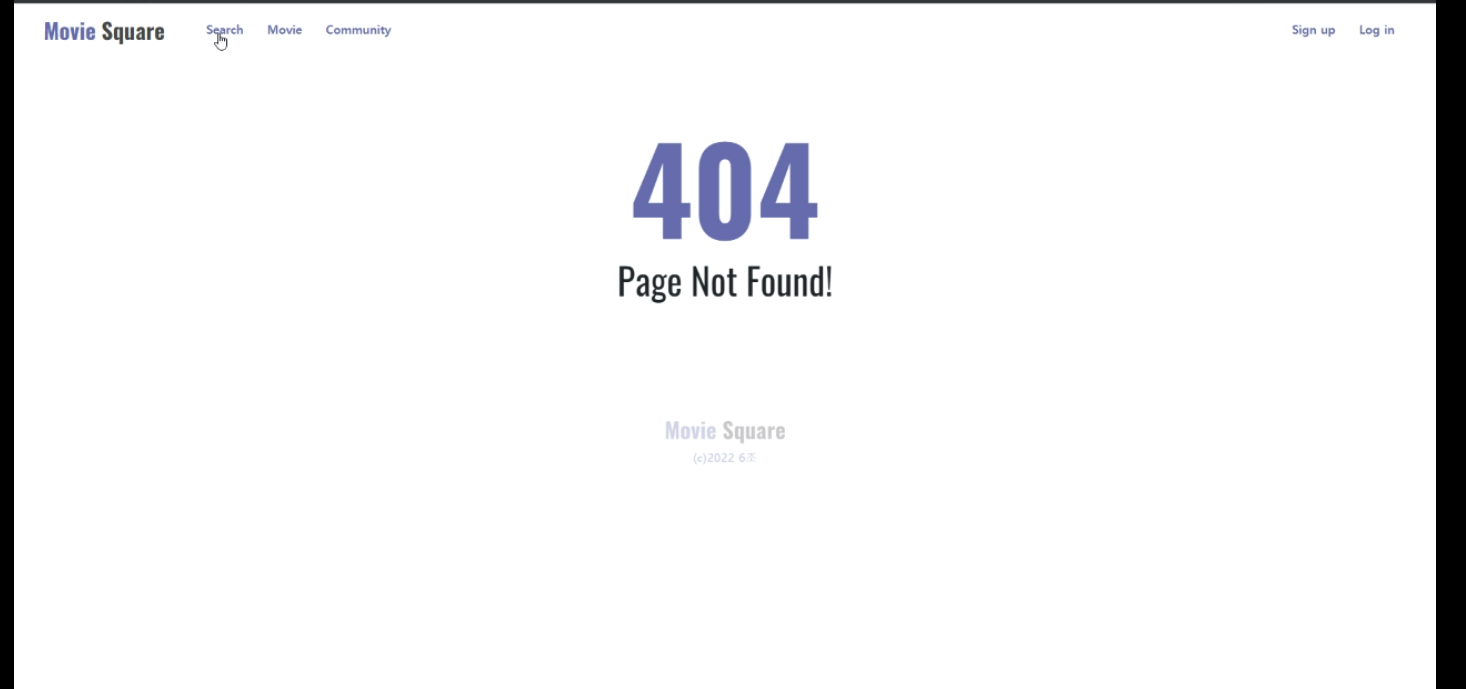 Movie Square Search Movie Community Sign up Log in
404
Page Not Found!
Movie Square
(c)2022 6조